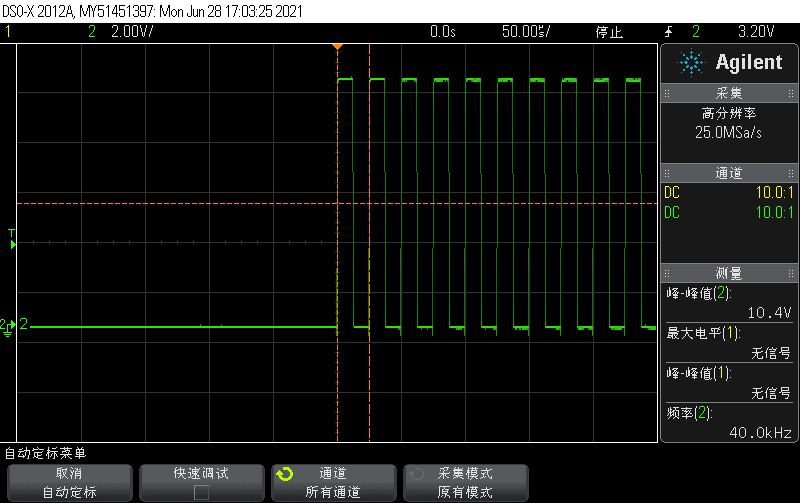 DSO-X 2012A, MY51451397: Mon Jun 28 17:03:25 2021
1 2 2.00V/ 0.0s 50.00us/ 停止 2 3.20V
Agilent
采集
高分辨率
25.0MSa/s
通道
DC 10.0:1
DC 10.0:1
T
2 2
测量
峰-峰值(2):
10.4V
最大电平(1):
无信号
峰-峰值(1):
无信号
频率(2):
40.0kHz
自动定标菜单
取消 快速调试 通道 采集模式
自动定标 所有通道 原有模式